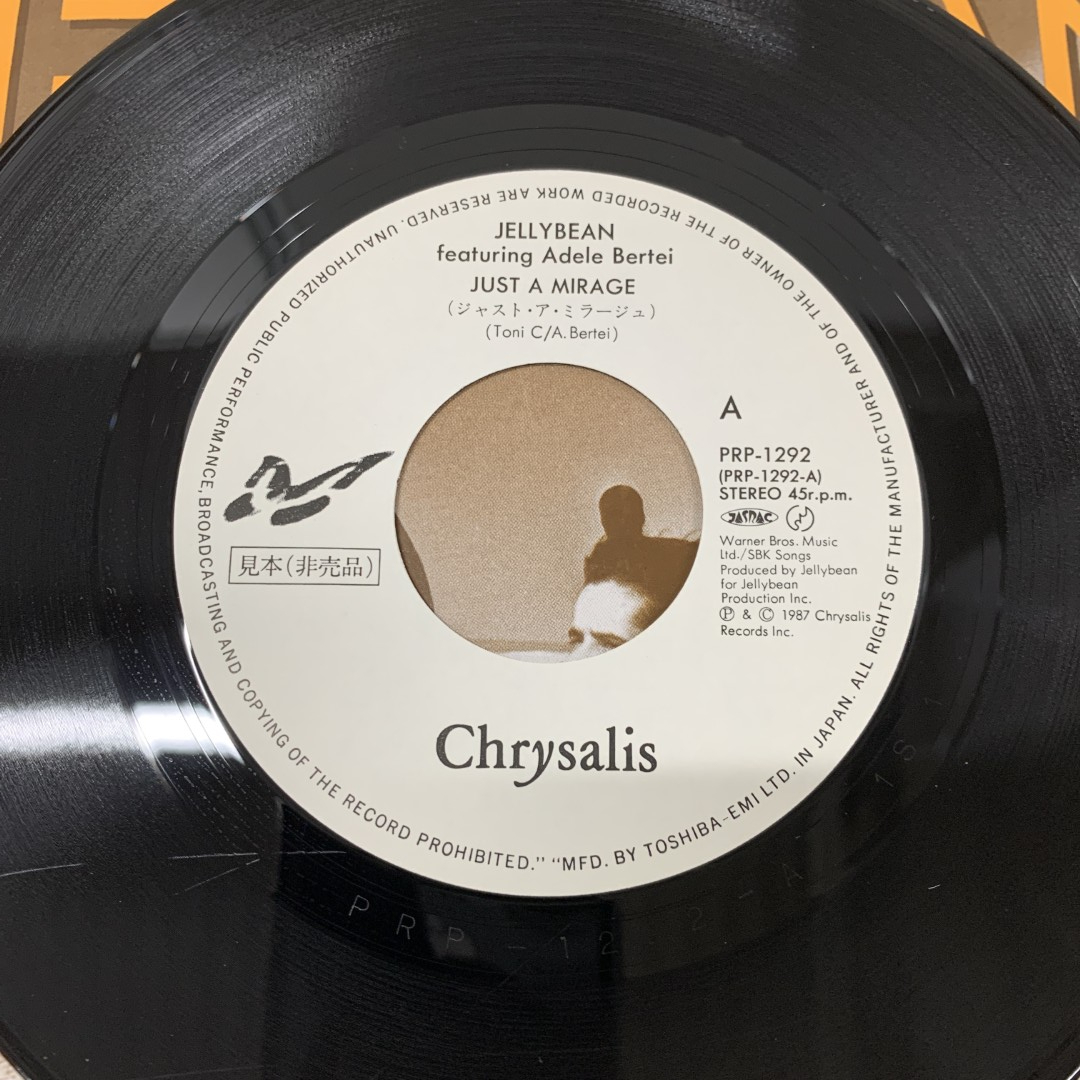 JELLYBEAN
featuring Adele Bertei
JUST A MIRAGE
(ジャスト・ア・ミラージュ)
(Toni C/A. Bertei)
A
PRP-1292
(PRP-1292-A)
STEREO 45r.p.m.
JASRAC
Warner Bros. Music
Ltd./SBK Songs
Produced by Jellybean
for Jellybean
Production Inc.
Ⓟ & © 1987 Chrysalis
Records Inc.
見本(非売品)
Chrysalis
"MFD. BY TOSHIBA-EMI LTD. IN JAPAN. ALL RIGHTS OF THE MANUFACTURER AND OF THE OWNER OF THE RECORDED WORK ARE RESERVED. UNAUTHORIZED PUBLIC PERFORMANCE, BROADCASTING AND COPYING OF THE RECORD PROHIBITED."
PRP-1292-A